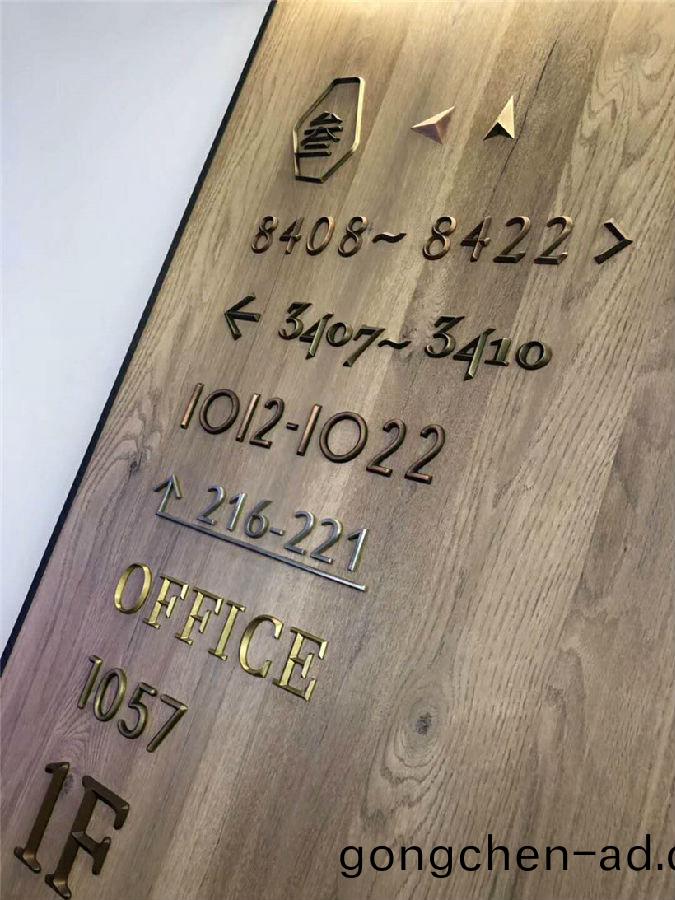 叁
8408~8422 >
← 3407~3410
1012-1022
↑ 216-221
OFFICE
1057
1F
gongchen-ad.c